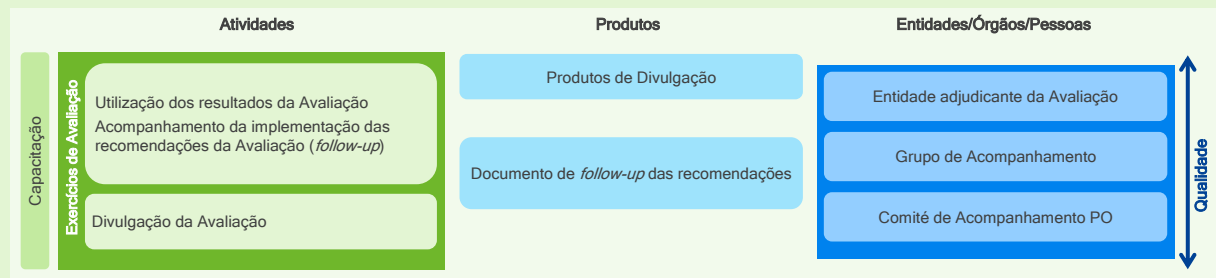 Atividades
Produtos
Entidades/Órgãos/Pessoas
Capacitação
Exercícios de Avaliação
Utilização dos resultados da Avaliação
Acompanhamento da implementação das
recomendações da Avaliação (follow-up)
Divulgação da Avaliação
Produtos de Divulgação
Documento de follow-up das recomendações
Entidade adjudicante da Avaliação
Grupo de Acompanhamento
Comité de Acompanhamento PO
Qualidade